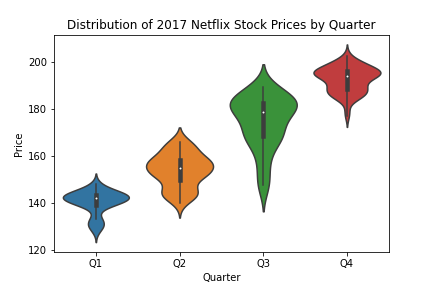 Distribution of 2017 Netflix Stock Prices by Quarter
200
180
160
140
120
Price
Q1 Q2 Q3 Q4
Quarter